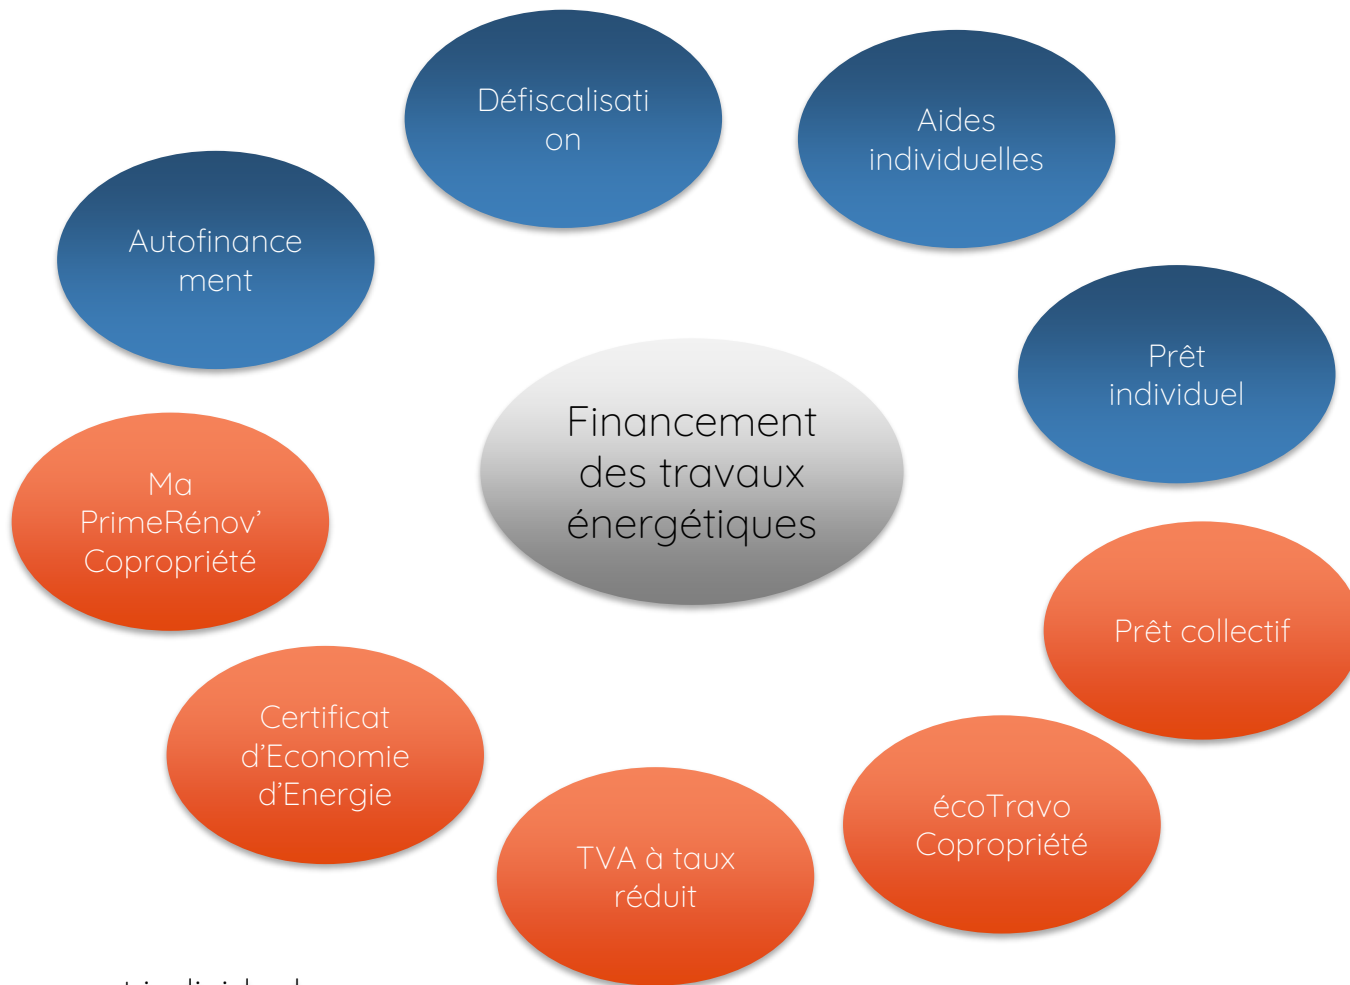 Défiscalisati
on
Aides
individuelles
Autofinance
ment
Prêt
individuel
Financement
des travaux
énergétiques
Ma
PrimeRénov’
Copropriété
Prêt collectif
Certificat
d’Economie
d’Energie
écoTravo
Copropriété
TVA à taux
réduit